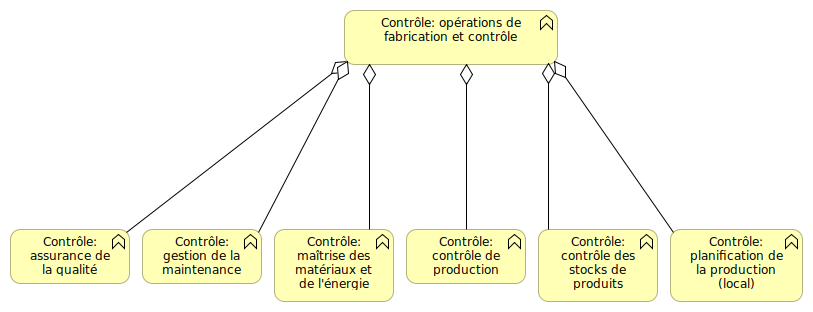 Contrôle: opérations de
fabrication et contrôle
Contrôle:
assurance de
la qualité
Contrôle:
gestion de la
maintenance
Contrôle:
maîtrise des
matériaux et
de l'énergie
Contrôle:
contrôle de
production
Contrôle:
contrôle des
stocks de
produits
Contrôle:
planification de
la production
(local)